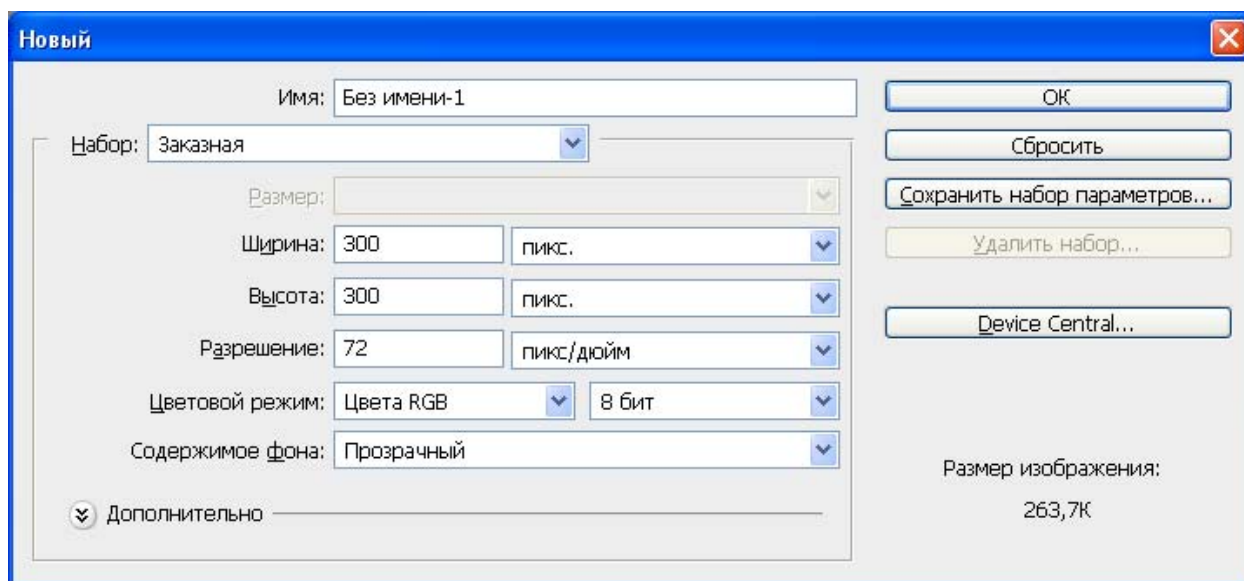 Новый
Имя: Без имени-1
Набор: Заказная
Размер:
Ширина: 300 пикс.
Высота: 300 пикс.
Разрешение: 72 пикс/дюйм
Цветовой режим: Цвета RGB 8 бит
Содержимое фона: Прозрачный
Дополнительно
ОК
Сбросить
Сохранить набор параметров...
Удалить набор...
Device Central...
Размер изображения:
263,7К